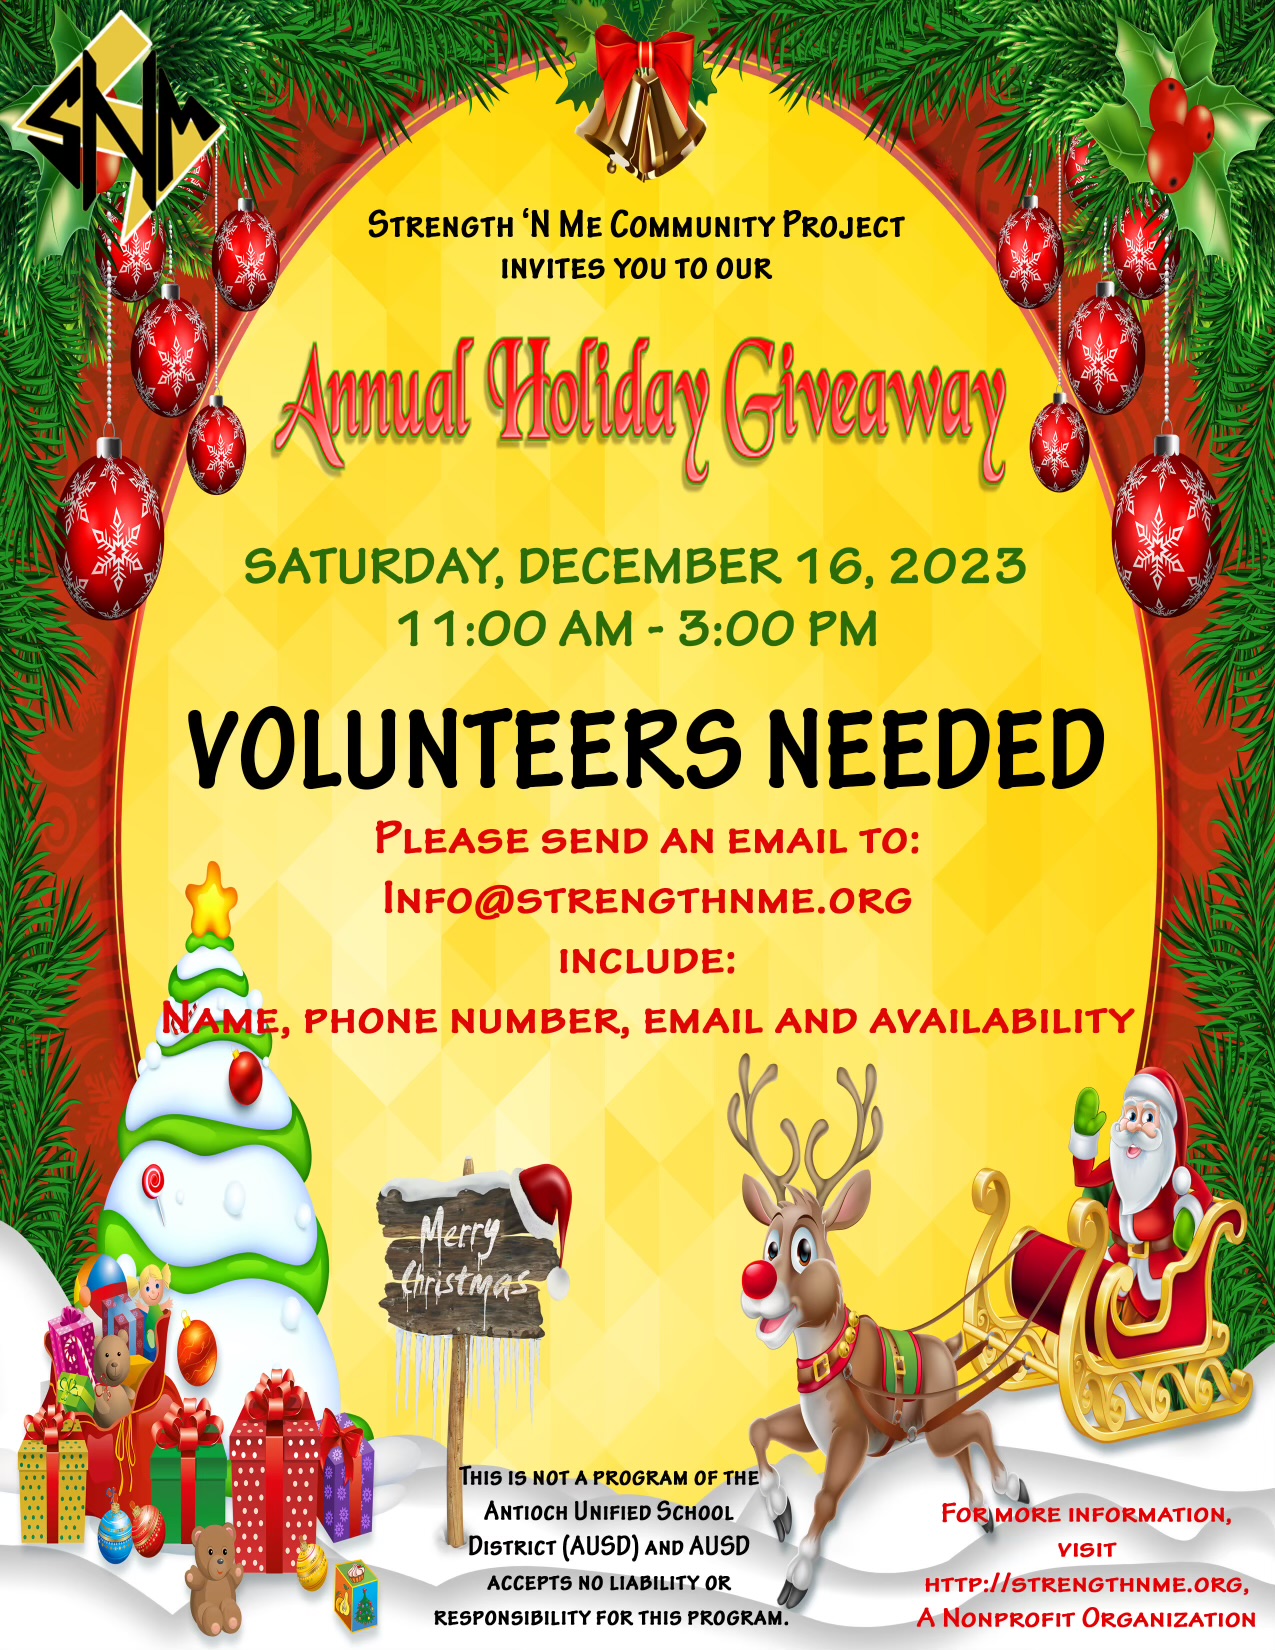 SNM
STRENGTH ‘N ME COMMUNITY PROJECT
INVITES YOU TO OUR
Annual Holiday Giveaway
SATURDAY, DECEMBER 16, 2023
11:00 AM - 3:00 PM
VOLUNTEERS NEEDED
PLEASE SEND AN EMAIL TO:
INFO@STRENGTHNME.ORG
INCLUDE:
NAME, PHONE NUMBER, EMAIL AND AVAILABILITY
Merry
Christmas
THIS IS NOT A PROGRAM OF THE
ANTIOCH UNIFIED SCHOOL
DISTRICT (AUSD) AND AUSD
ACCEPTS NO LIABILITY OR
RESPONSIBILITY FOR THIS PROGRAM.
FOR MORE INFORMATION,
VISIT
HTTP://STRENGTHNME.ORG,
A NONPROFIT ORGANIZATION